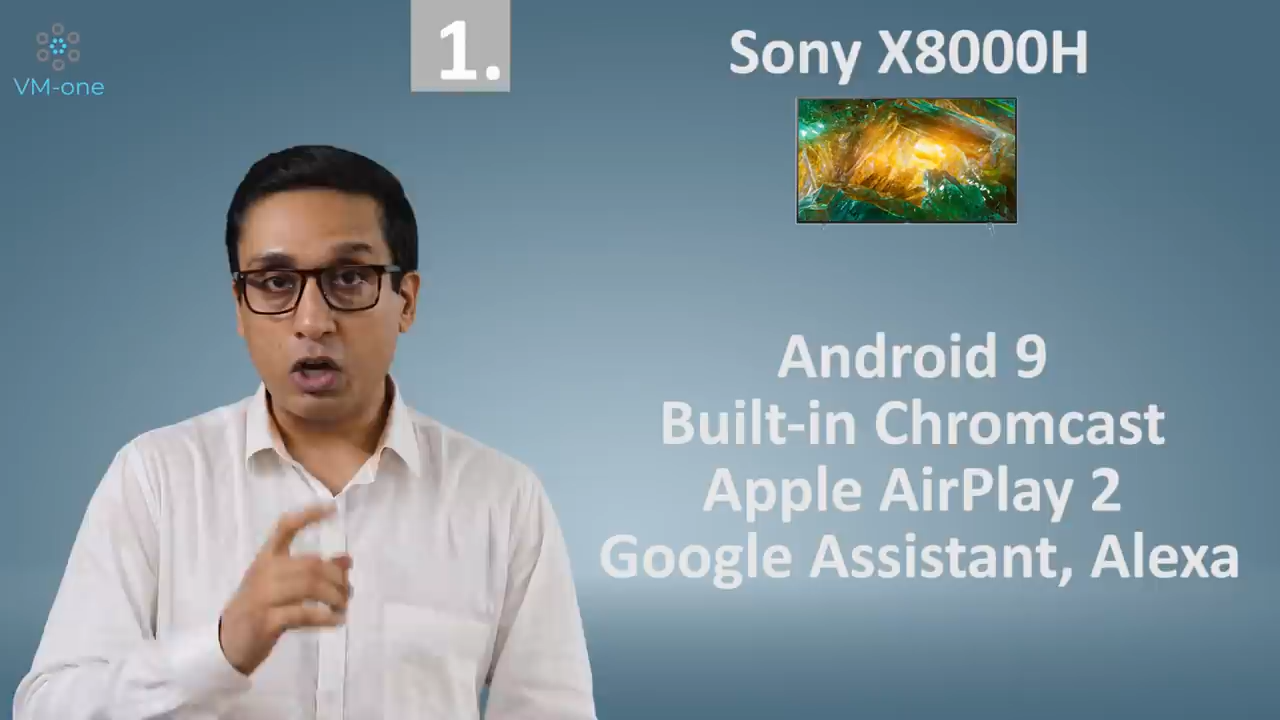 VM-one
1.
Sony X8000H
Android 9
Built-in Chromcast
Apple AirPlay 2
Google Assistant, Alexa